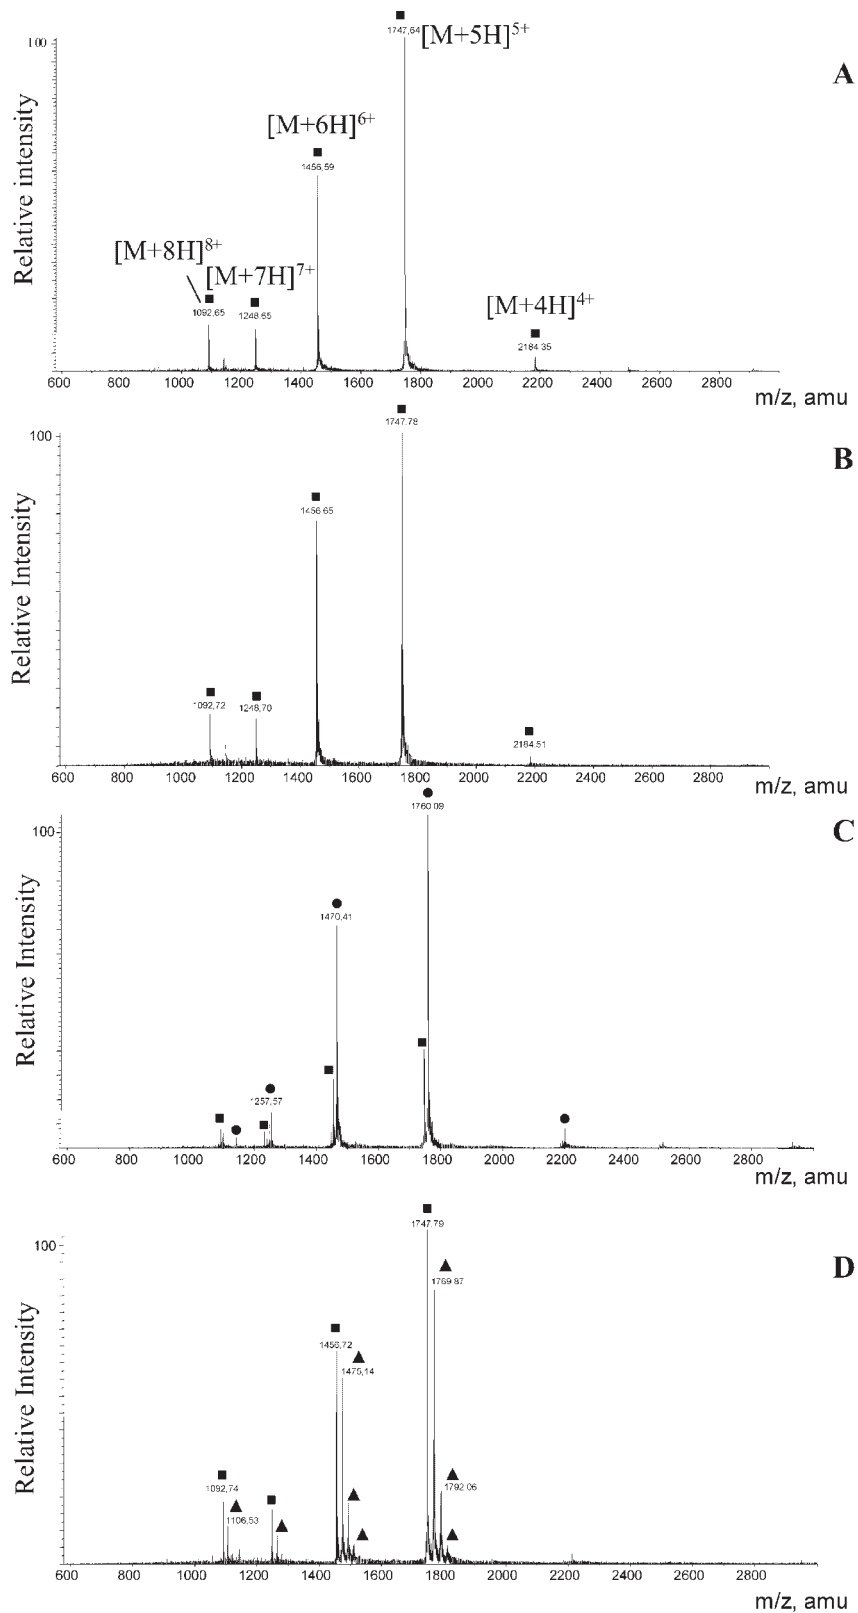 1747,64 [M+5H]5+
100
A
[M+6H]6+
1456,59
Relative intensity
[M+8H]8+
[M+7H]7+
1092,65 1248,65
[M+4H]4+
2184 35
600 800 1000 1200 1400 1600 1800 2000 2200 2400 2600 2800
m/z, amu
1747.78
100
B
1456 65
Relative Intensity
1092,72 1248,70
2184.51
600 800 1000 1200 1400 1600 1800 2000 2200 2400 2600 2800
m/z, amu
1760 09
100
C
1470,41
Relative Intensity
1257,57
600 800 1000 1200 1400 1600 1800 2000 2200 2400 2600 2800
m/z, amu
1747,79
100
D
1769 87
1456,72
1475,14
Relative Intensity
1092,74
1792 06
1106,53
600 800 1000 1200 1400 1600 1800 2000 2200 2400 2600 2800
m/z, amu